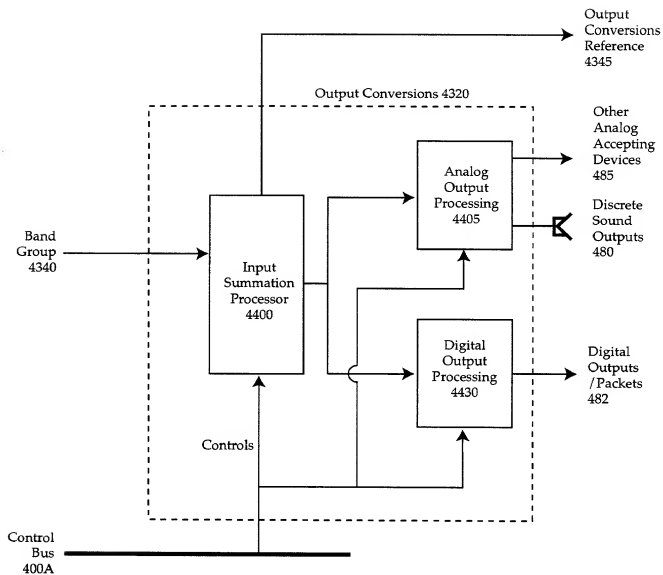 Output
Conversions
Reference
4345
Output Conversions 4320
Other
Analog
Accepting
Devices
485
Analog
Output
Processing
4405
Discrete
Sound
Outputs
480
Band
Group
4340
Input
Summation
Processor
4400
Digital
Output
Processing
4430
Digital
Outputs
/Packets
482
Controls
Control
Bus
400A